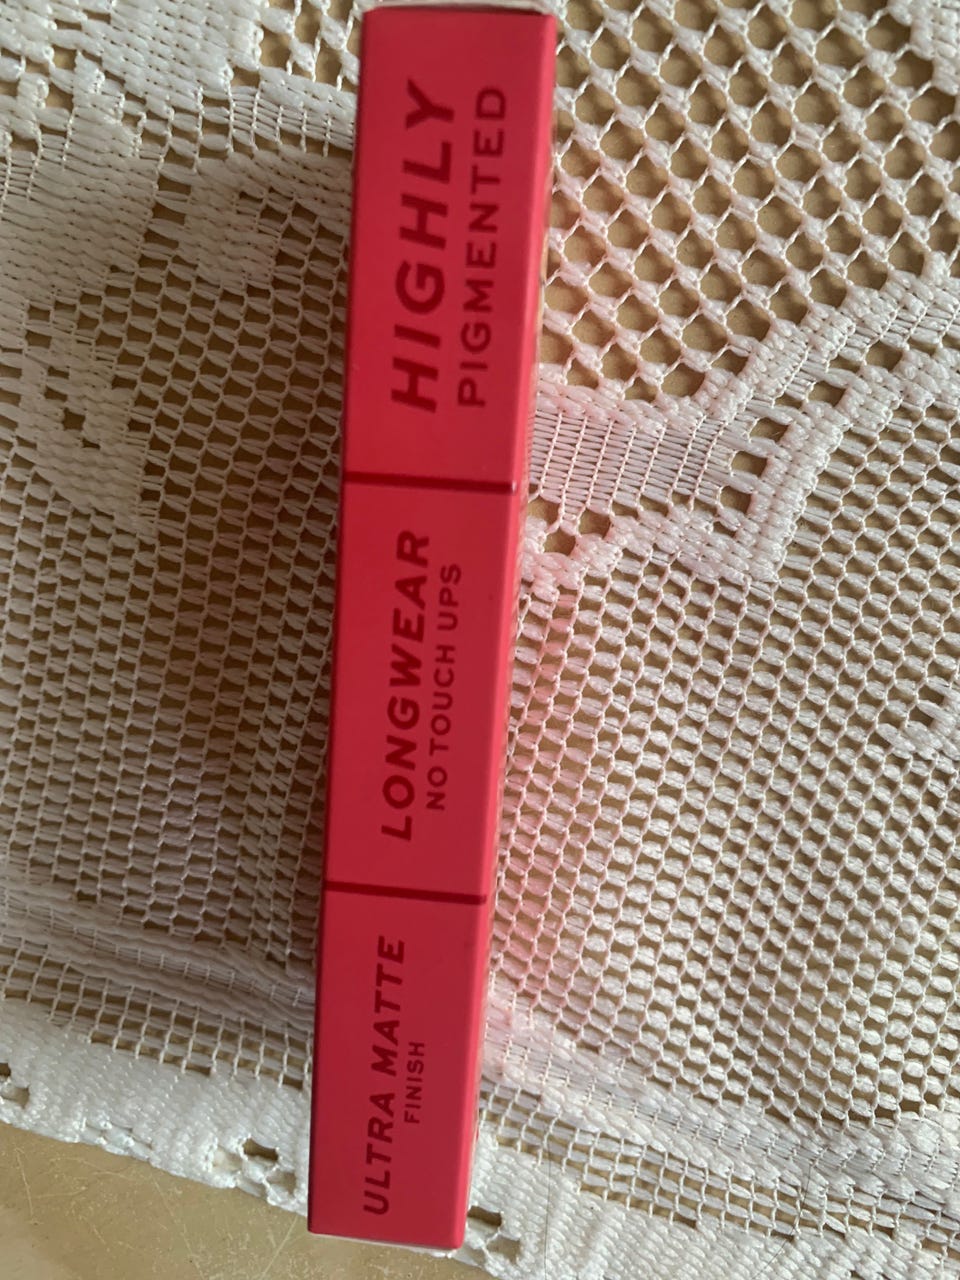 ULTRA MATTE
FINISH
LONGWEAR
NO TOUCH UPS
HIGHLY
PIGMENTED